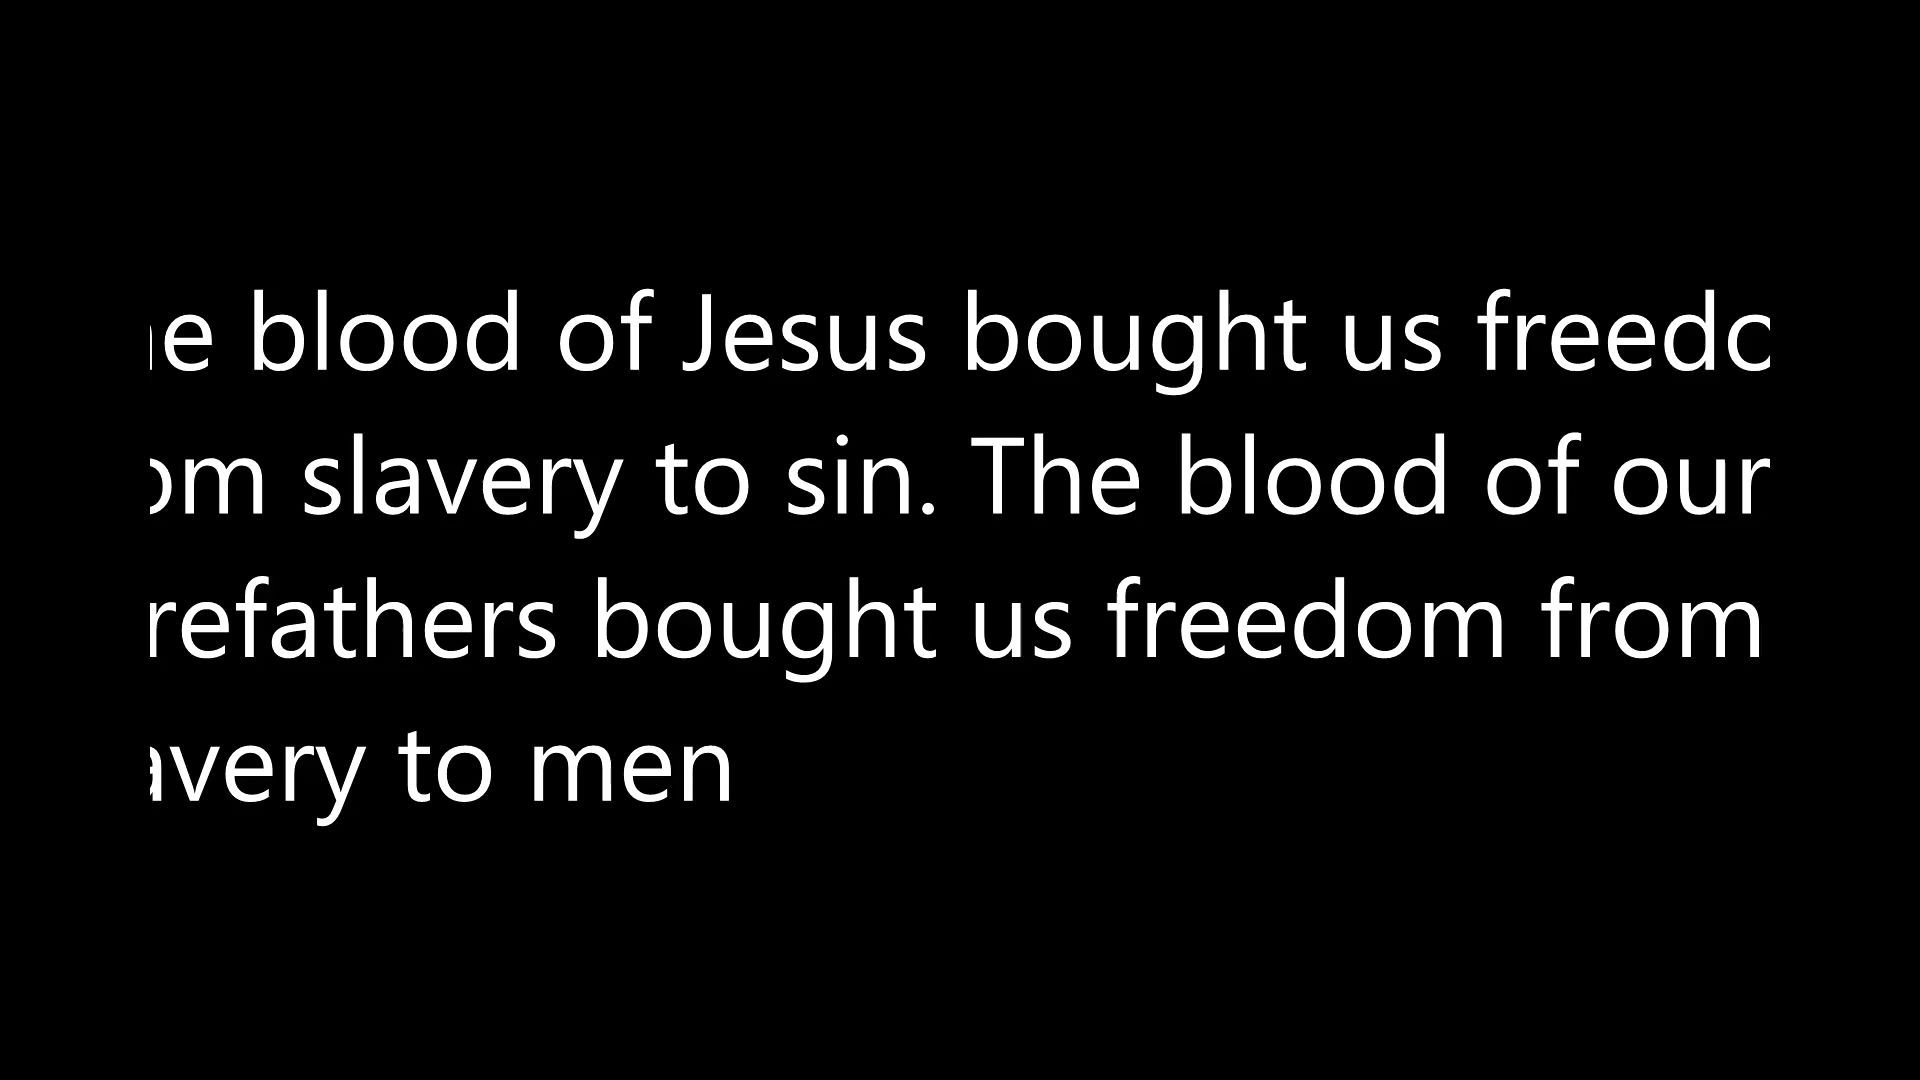 e blood of Jesus bought us freedo
om slavery to sin. The blood of our
refathers bought us freedom from
avery to men